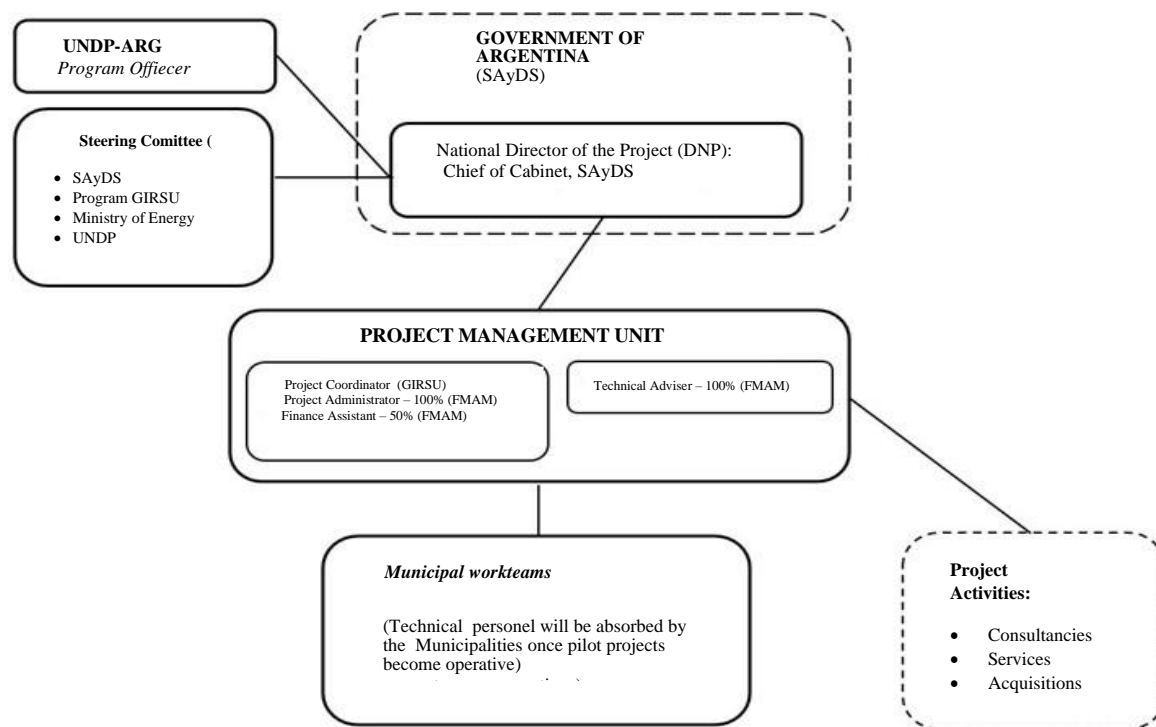 UNDP-ARG
Program Offiecer
GOVERNMENT OF
ARGENTINA
(SAyDS)
Steering Comittee (
• SAyDS
• Program GIRSU
• Ministry of Energy
• UNDP
National Director of the Project (DNP):
Chief of Cabinet, SAyDS
PROJECT MANAGEMENT UNIT
Project Coordinator (GIRSU)
Project Administrator – 100% (FMAM)
Finance Assistant – 50% (FMAM)
Technical Adviser – 100% (FMAM)
Municipal workteams
(Technical personel will be absorbed by
the Municipalities once pilot projects
become operative)
Project
Activities:
• Consultancies
• Services
• Acquisitions